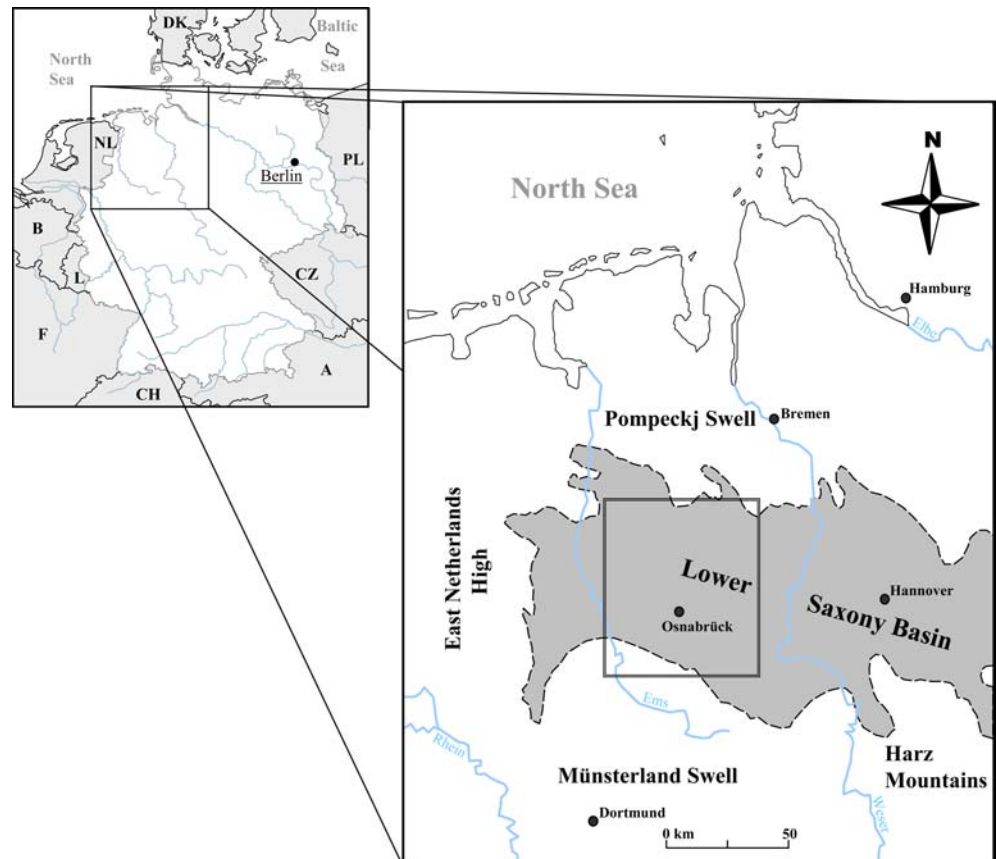 DK
Baltic
Sea
North
Sea
NL
PL
Berlin
B
L
CZ
F
A
CH
North Sea
N
Hamburg
Elbe
Pompeckj Swell
Bremen
East Netherlands
High
Lower
Saxony Basin
Hannover
Osnabrück
Ems
Rhein
Münsterland Swell
Harz
Mountains
Weser
Dortmund
0 km 50